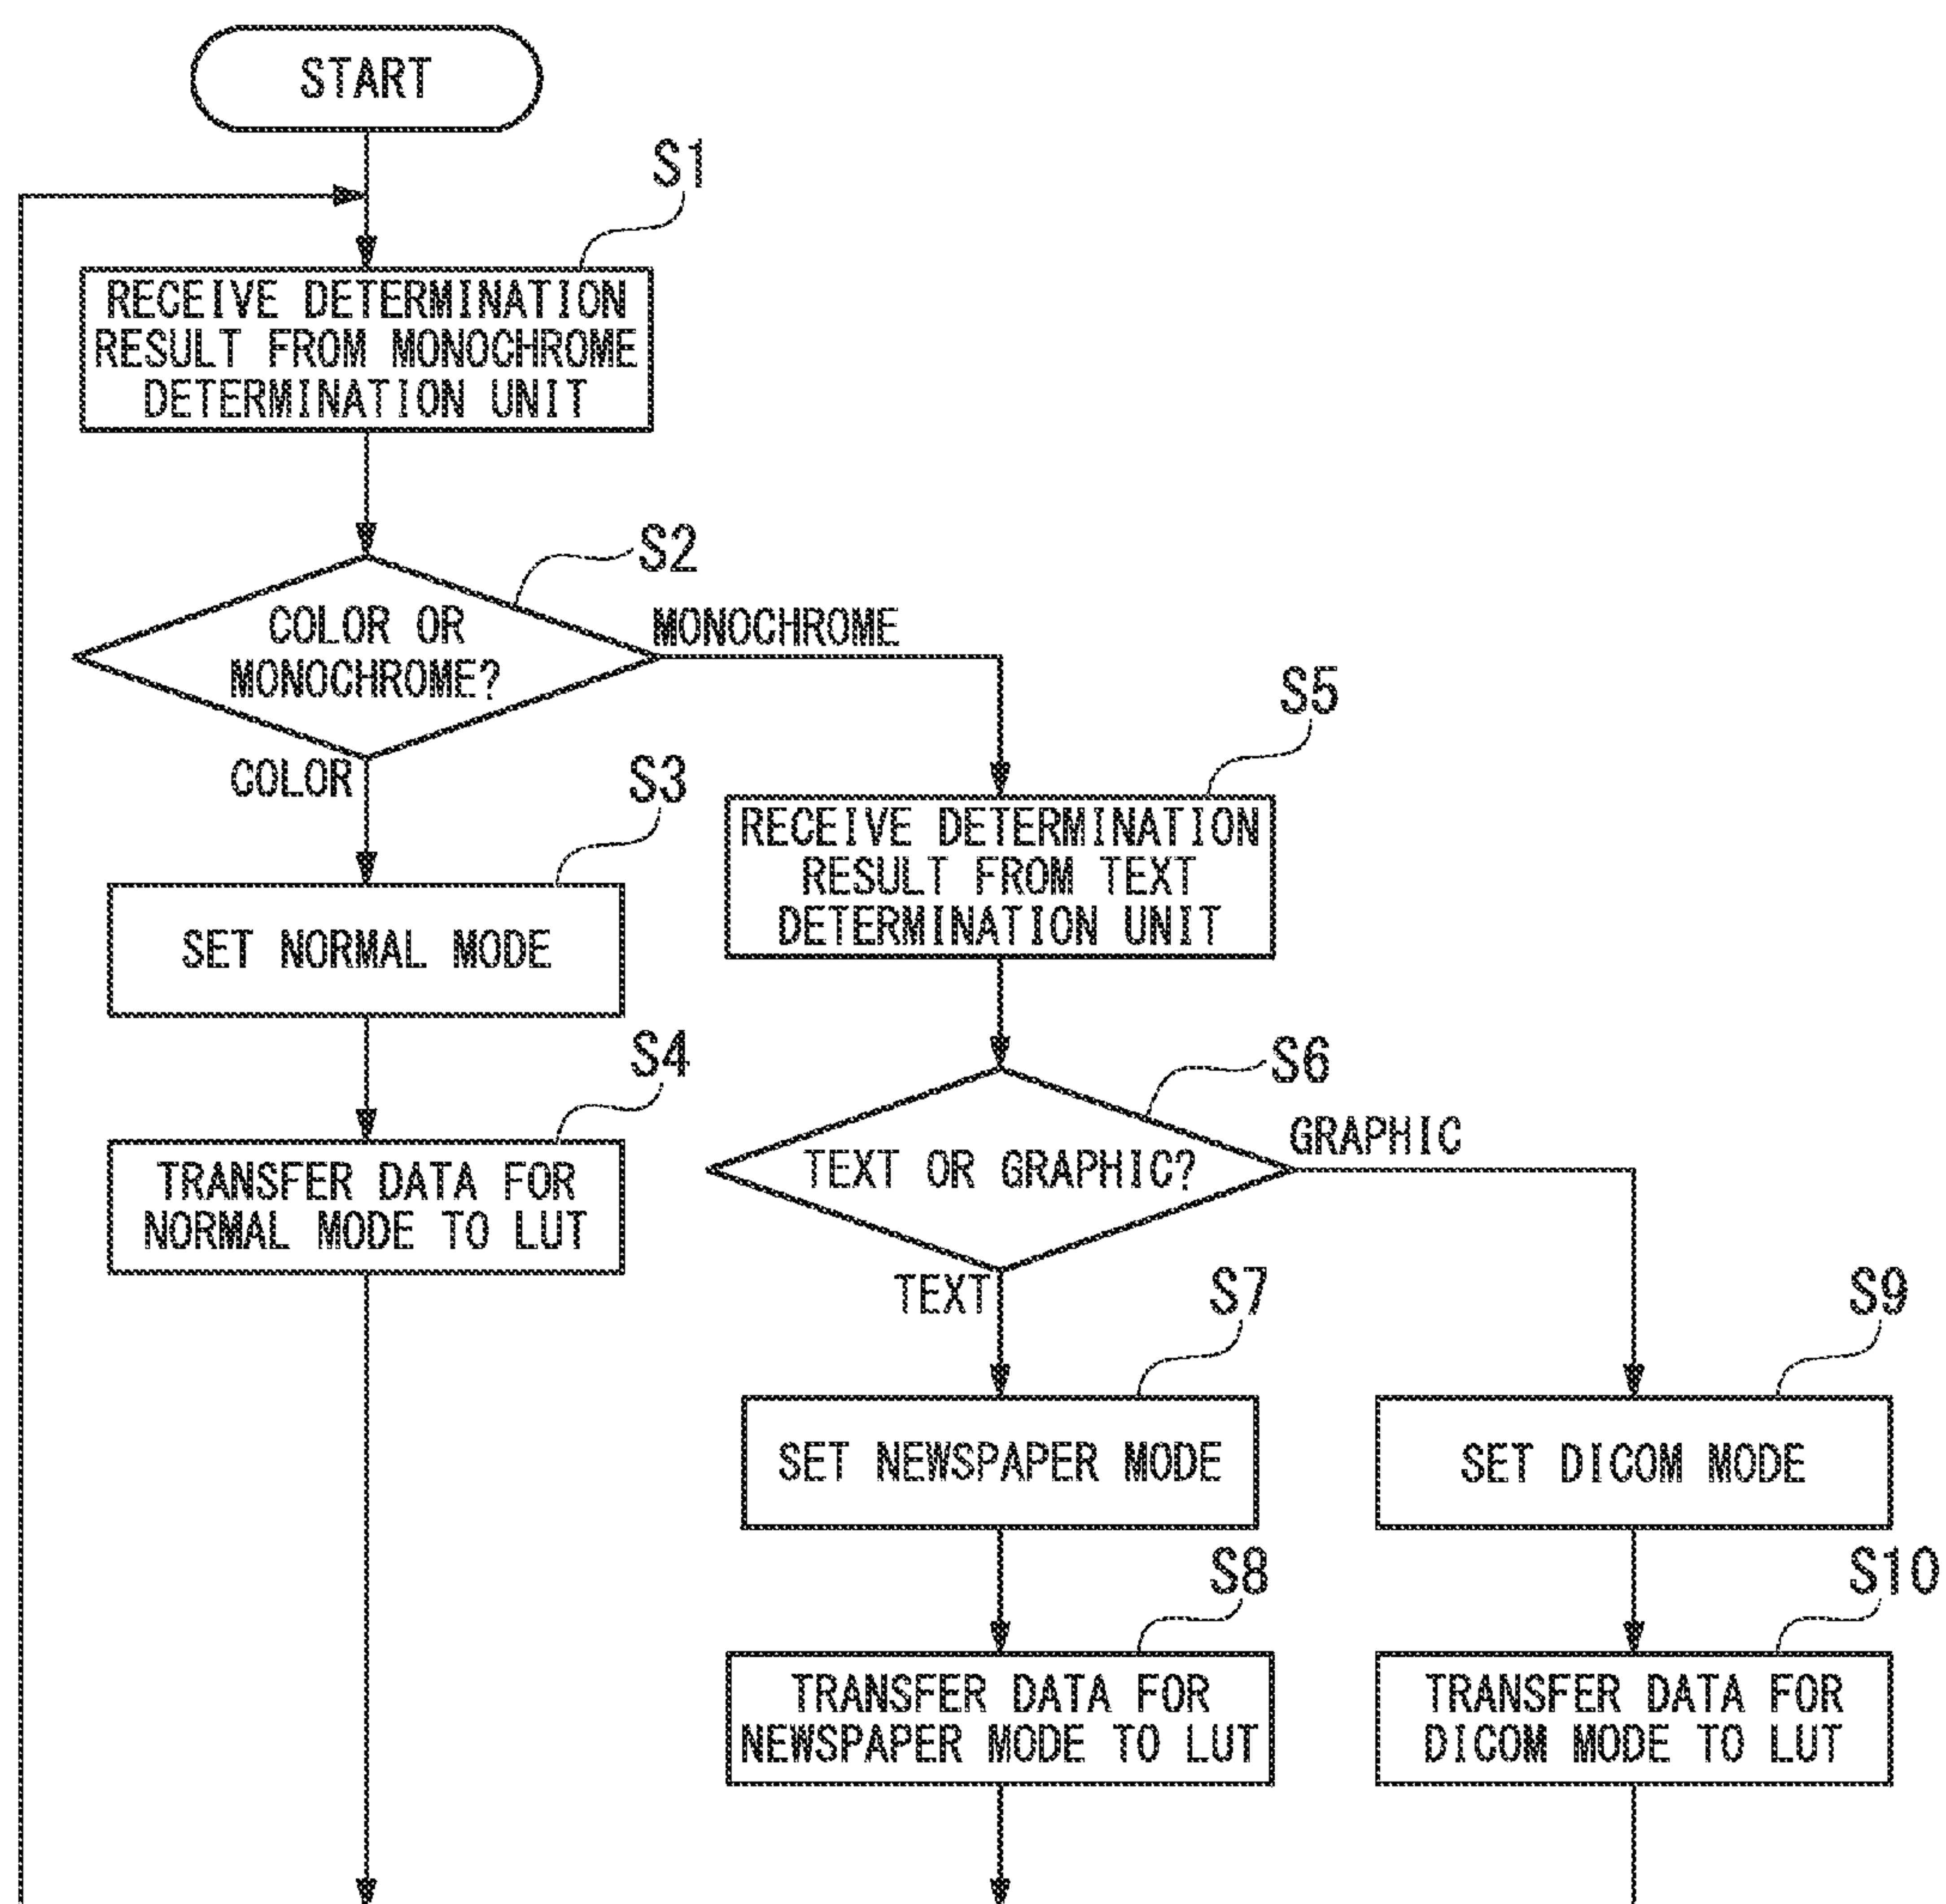 START
S1
RECEIVE DETERMINATION
RESULT FROM MONOCHROME
DETERMINATION UNIT
S2
COLOR OR
MONOCHROME?
MONOCHROME
COLOR
S3
SET NORMAL MODE
S4
TRANSFER DATA FOR
NORMAL MODE TO LUT
S5
RECEIVE DETERMINATION
RESULT FROM TEXT
DETERMINATION UNIT
S6
TEXT OR GRAPHIC?
GRAPHIC
TEXT
S7
SET NEWSPAPER MODE
S8
TRANSFER DATA FOR
NEWSPAPER MODE TO LUT
S9
SET DICOM MODE
S10
TRANSFER DATA FOR
DICOM MODE TO LUT